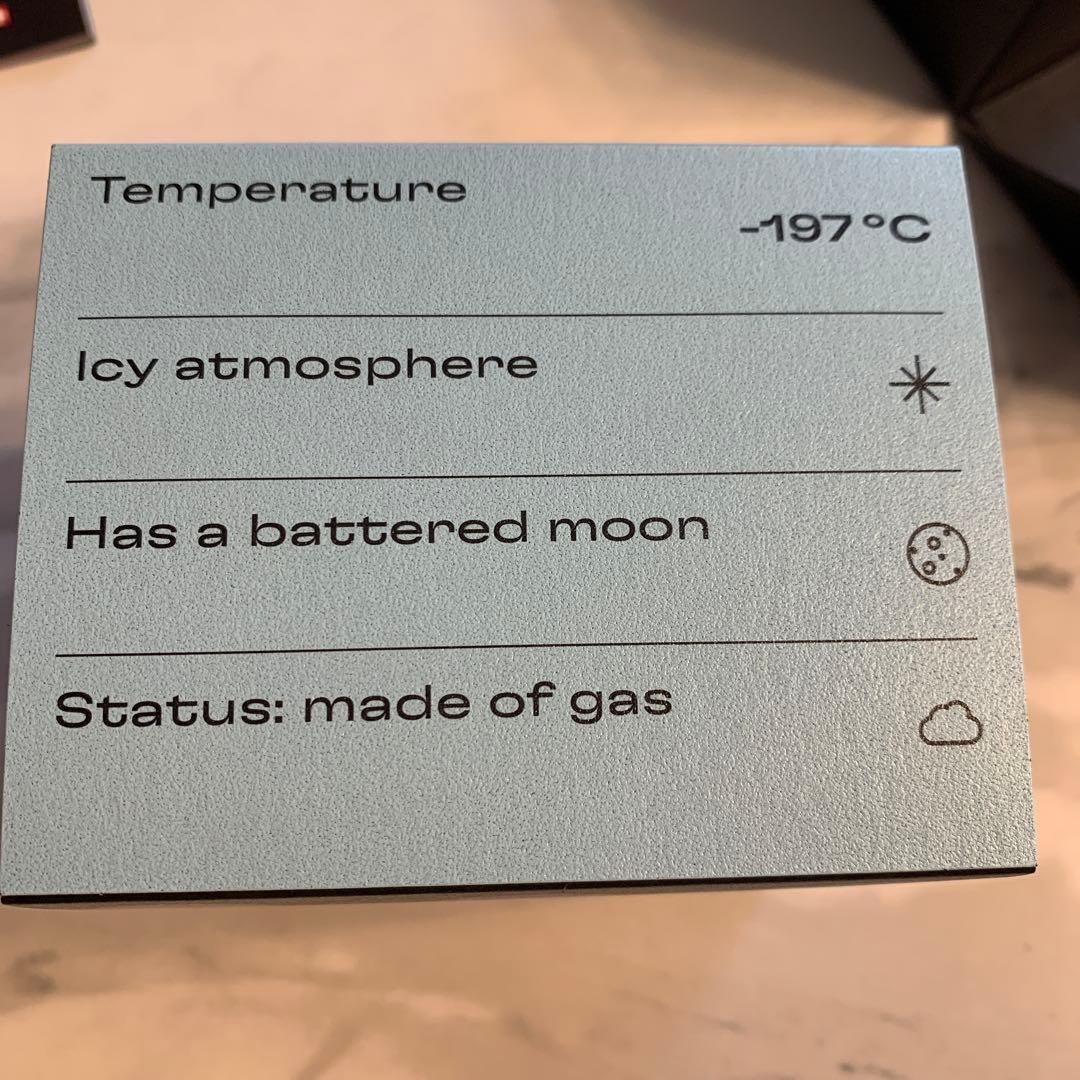 Temperature
-197°C
Icy atmosphere
Has a battered moon
Status: made of gas